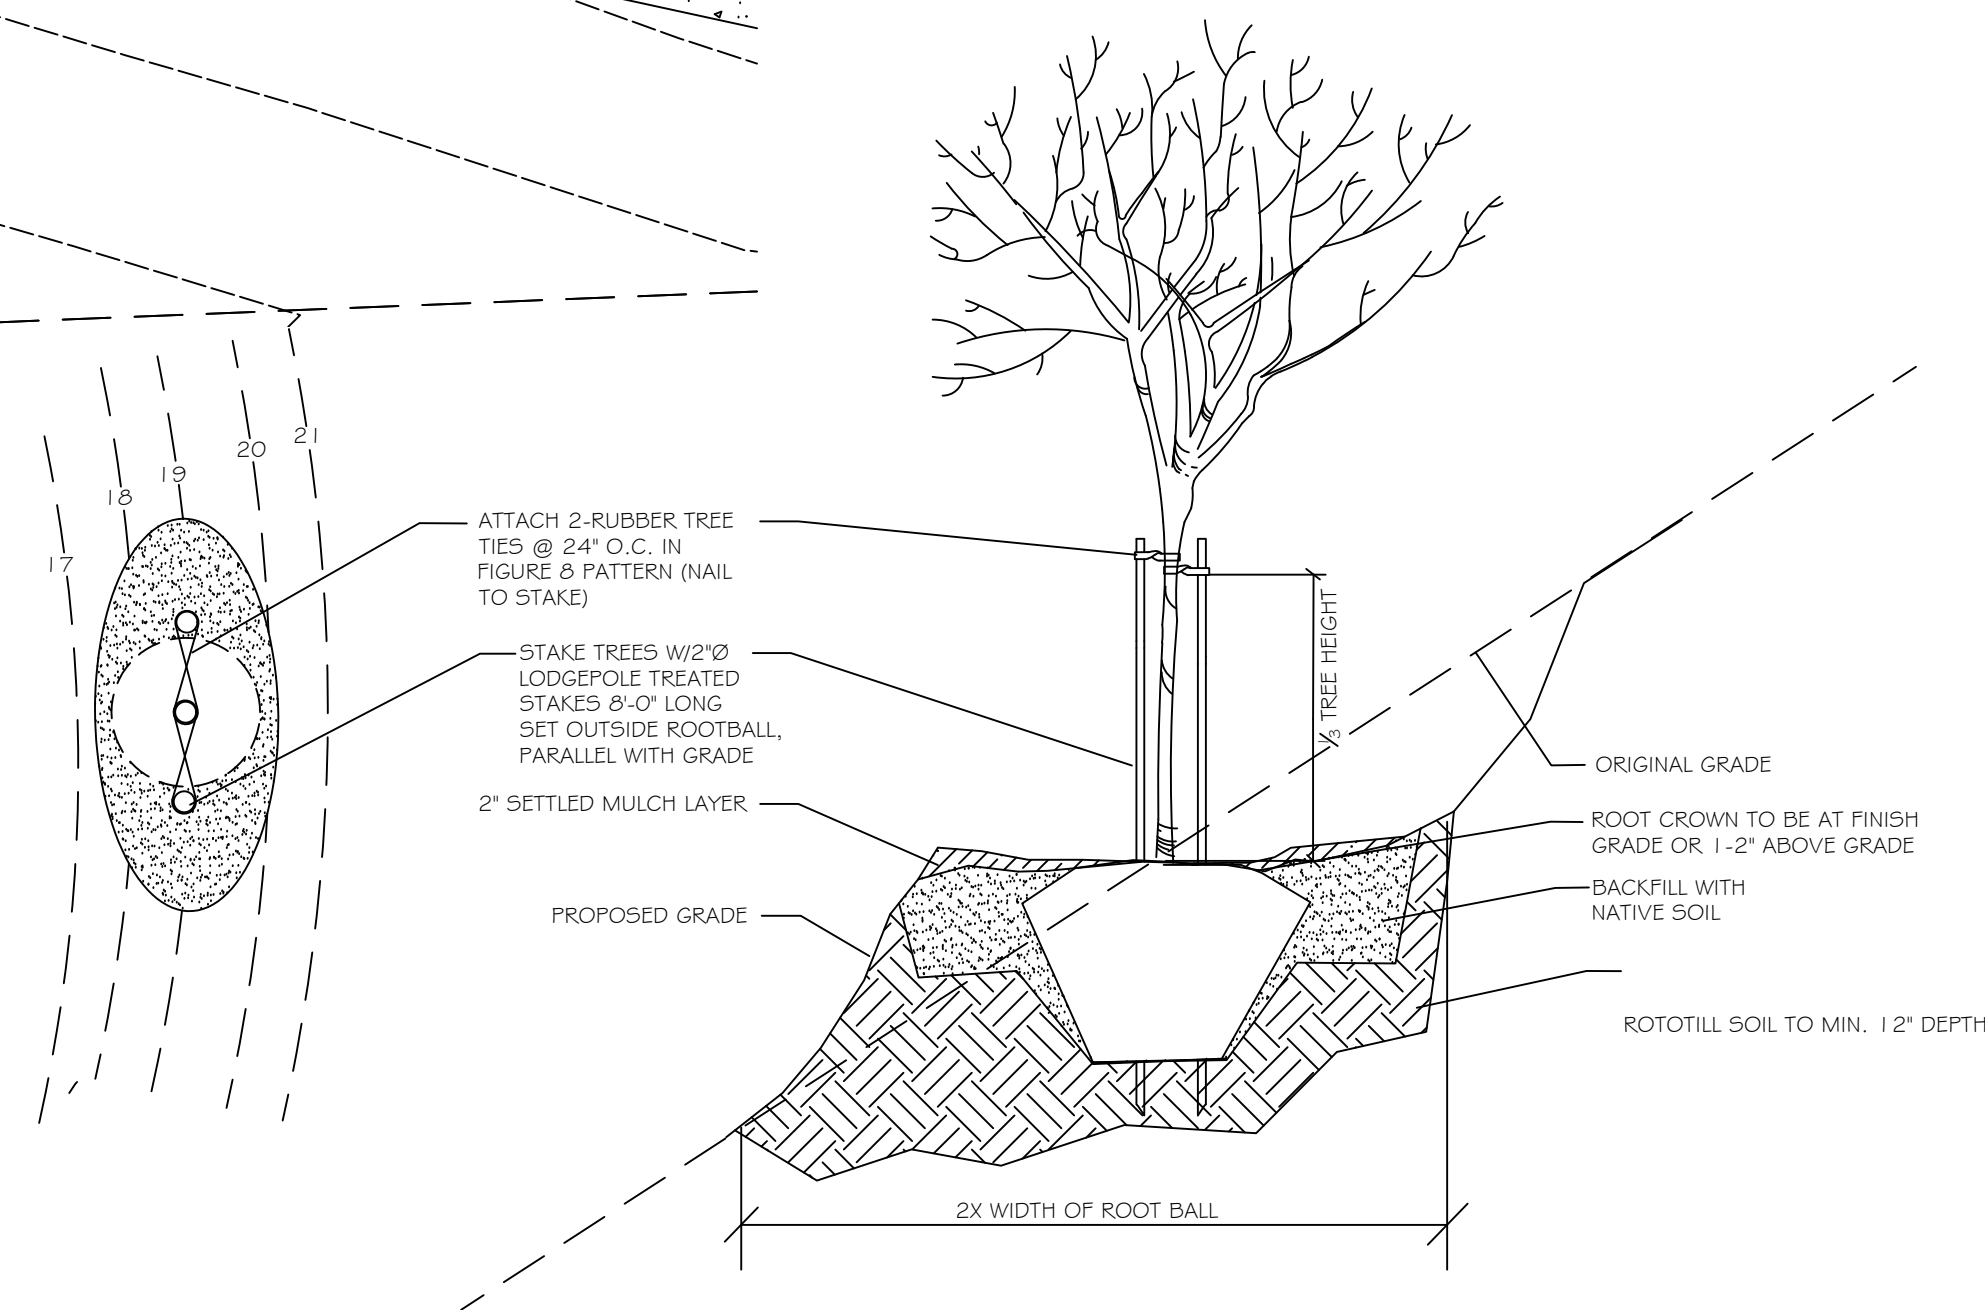 21
20
19
18
17
ATTACH 2-RUBBER TREE
TIES @ 24" O.C. IN
FIGURE 8 PATTERN (NAIL
TO STAKE)
STAKE TREES W/2"Ø
LODGEPOLE TREATED
STAKES 8'-0" LONG
SET OUTSIDE ROOTBALL,
PARALLEL WITH GRADE
2" SETTLED MULCH LAYER
PROPOSED GRADE
1/3 TREE HEIGHT
ORIGINAL GRADE
ROOT CROWN TO BE AT FINISH
GRADE OR 1-2" ABOVE GRADE
BACKFILL WITH
NATIVE SOIL
ROTOTILL SOIL TO MIN. 12" DEPTH
2X WIDTH OF ROOT BALL